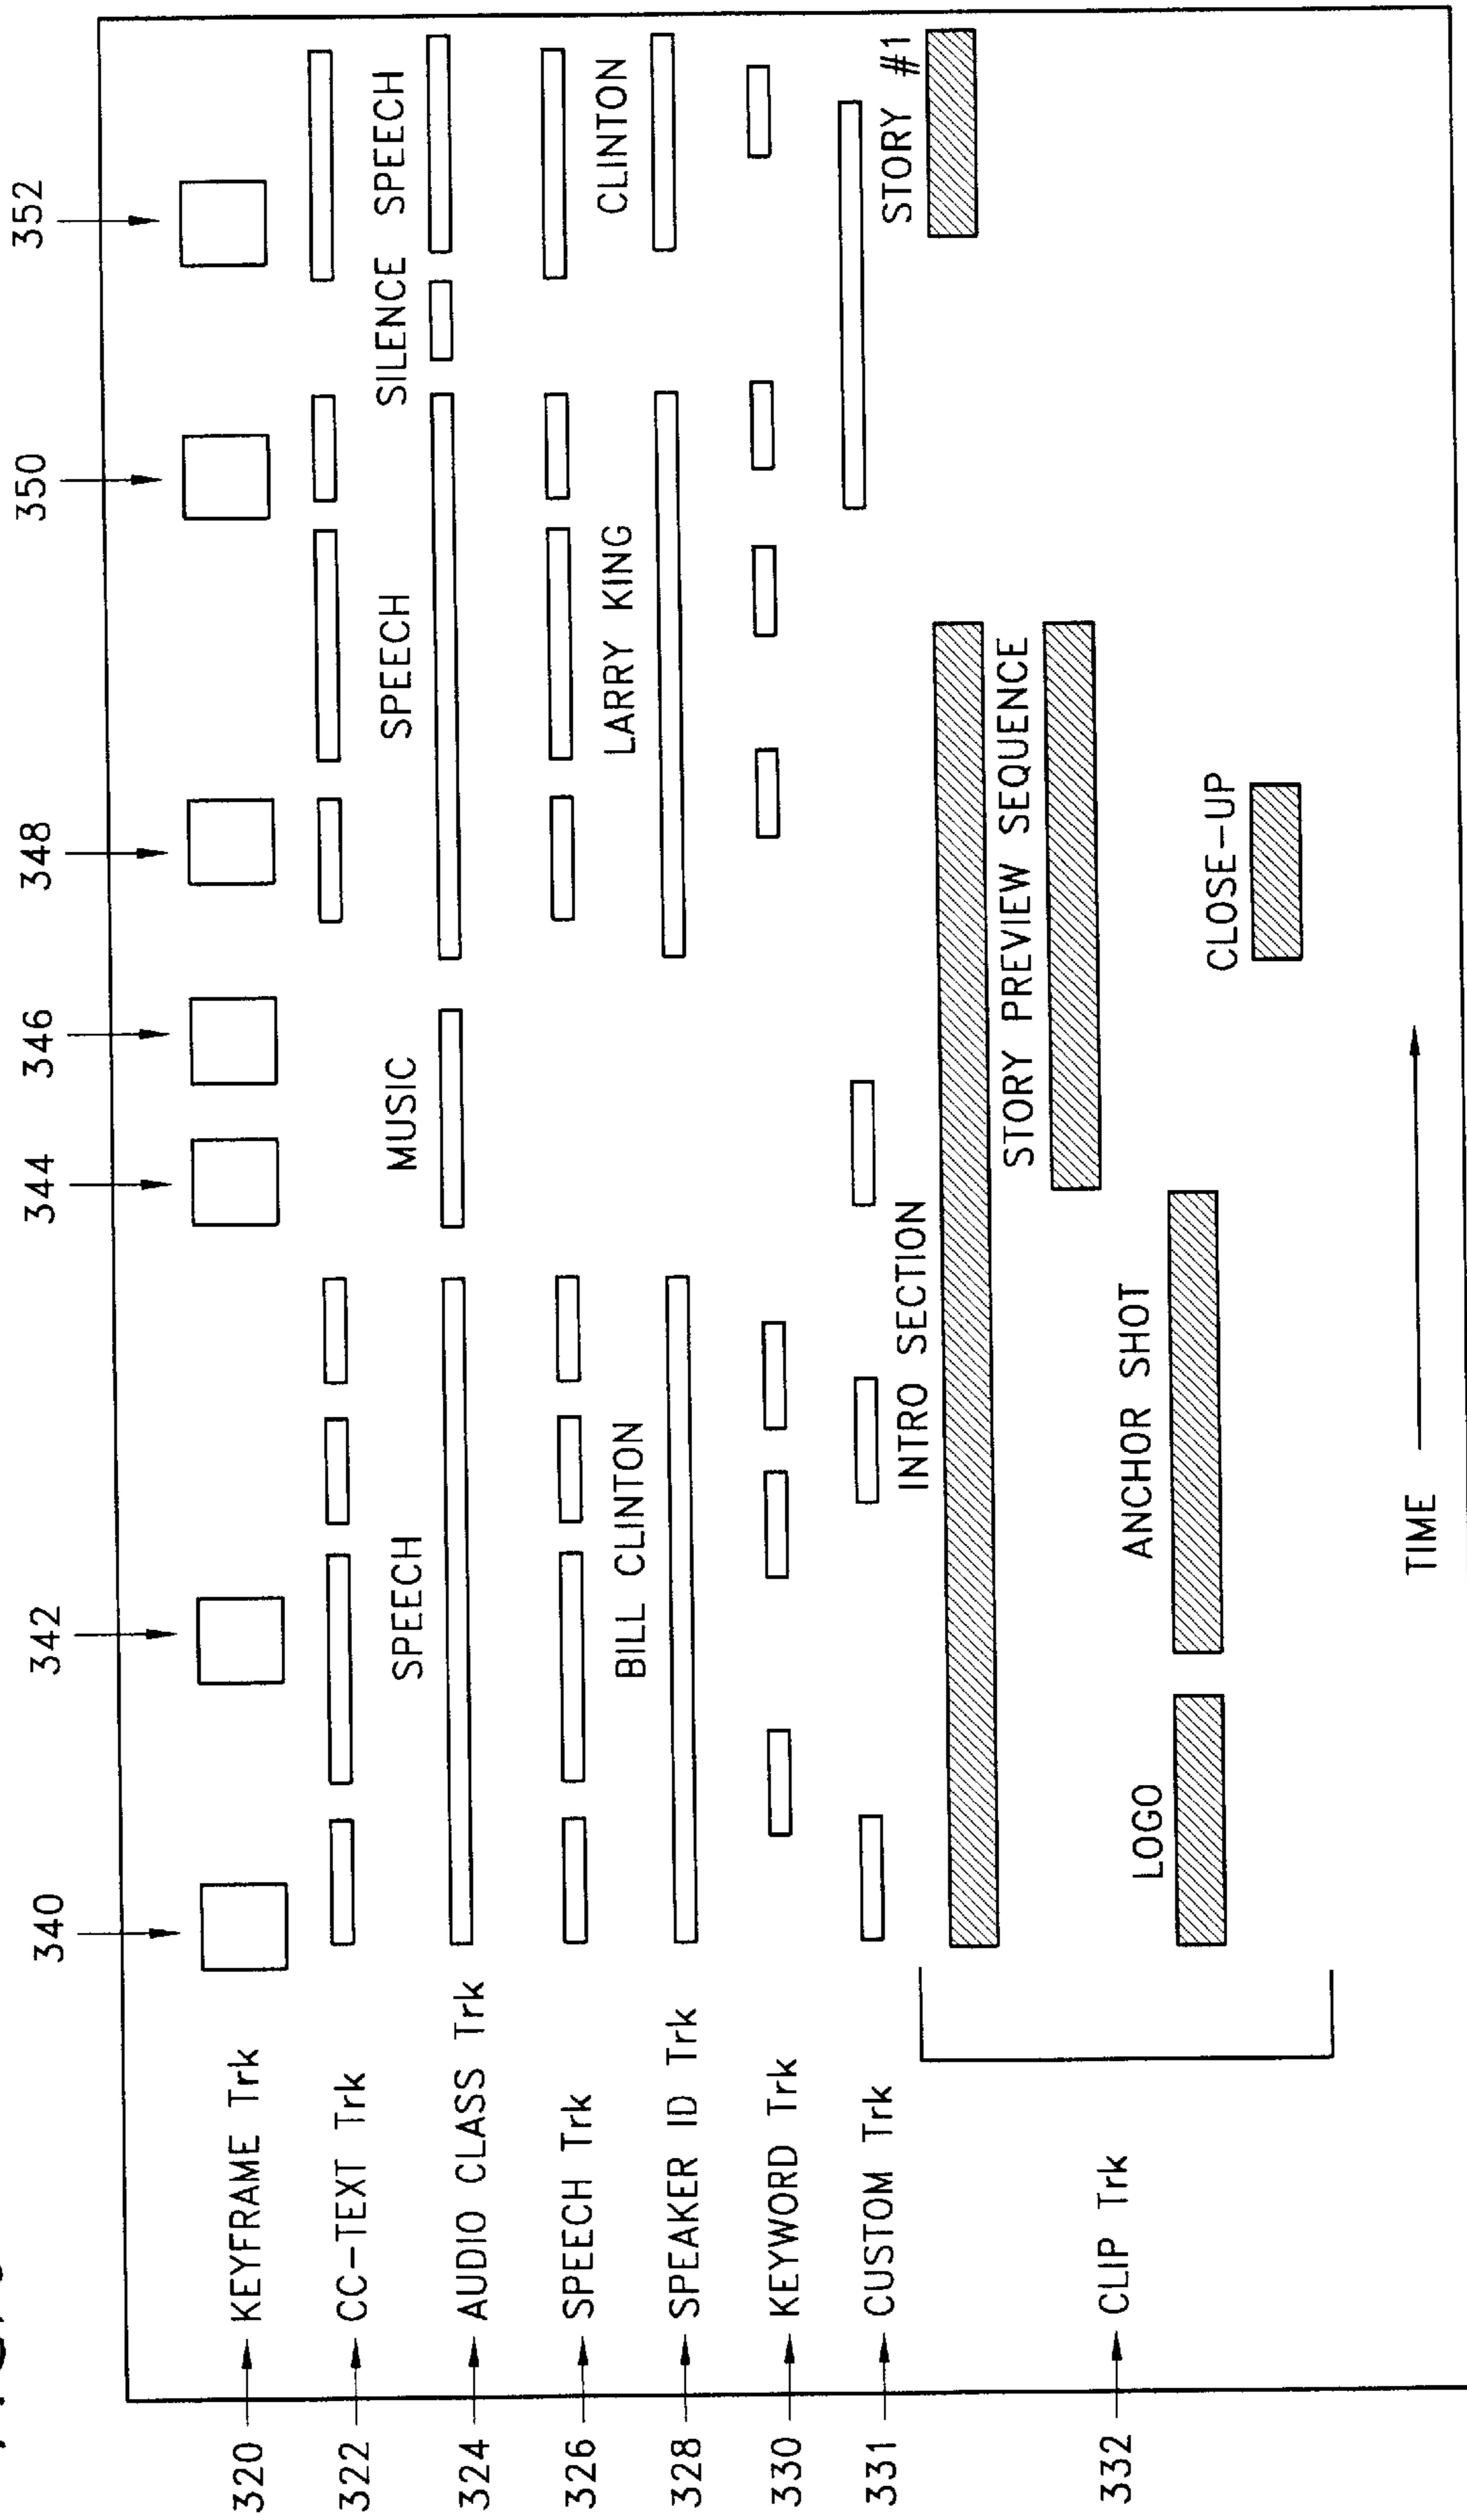 340 342 344 346 348 350 352
320 KEYFRAME Trk
322 CC-TEXT Trk
SPEECH MUSIC SPEECH SILENCE SPEECH
324 AUDIO CLASS Trk
326 SPEECH Trk
BILL CLINTON LARRY KING CLINTON
328 SPEAKER ID Trk
330 KEYWORD Trk
331 CUSTOM Trk
INTRO SECTION STORY #1
STORY PREVIEW SEQUENCE
332 CLIP Trk
LOGO ANCHOR SHOT
CLOSE-UP
TIME